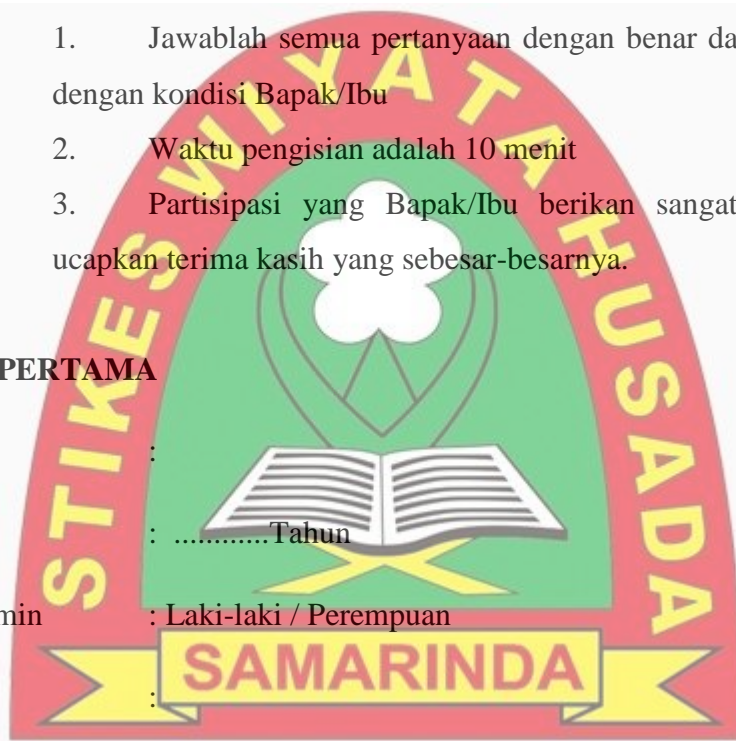 1. Jawablah semua pertanyaan dengan benar da
dengan kondisi Bapak/Ibu
2. Waktu pengisian adalah 10 menit
3. Partisipasi yang Bapak/Ibu berikan sangat
ucapkan terima kasih yang sebesar-besarnya.
PERTAMA
:
: ............Tahun
min : Laki-laki / Perempuan
:
STIKES WIYATA HUSADA
SAMARINDA